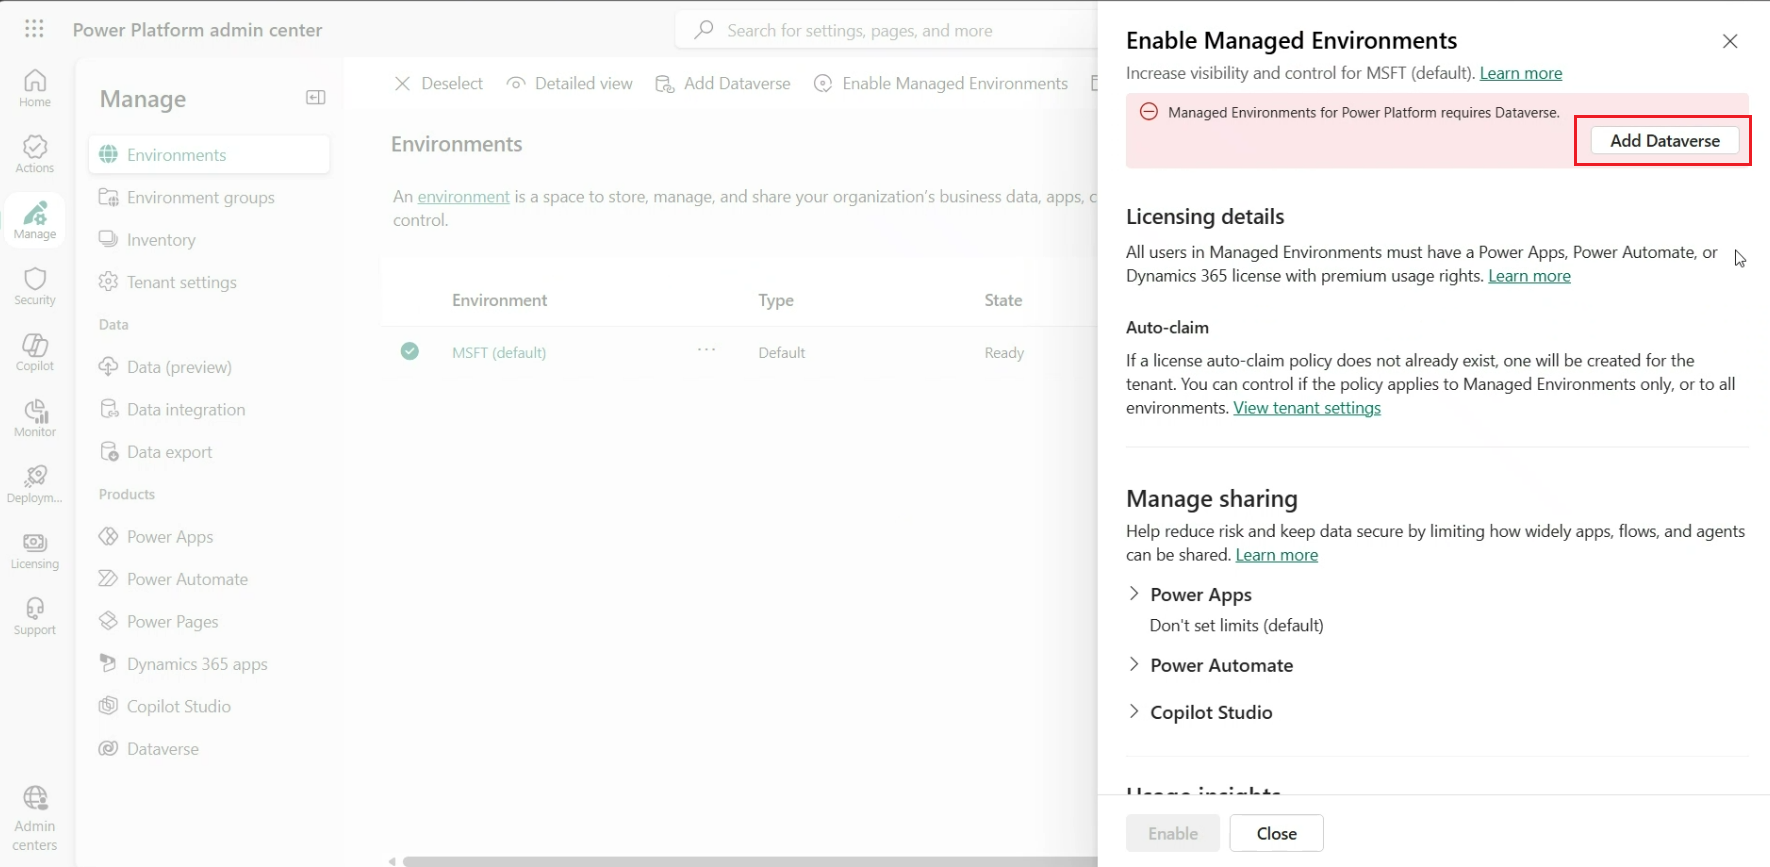 Power Platform admin center
Search for settings, pages, and more
Home
Actions
Manage
Security
Copilot
Monitor
Deploym...
Licensing
Support
Admin
centers
Manage
Environments
Environment groups
Inventory
Tenant settings
Data
Data (preview)
Data integration
Data export
Products
Power Apps
Power Automate
Power Pages
Dynamics 365 apps
Copilot Studio
Dataverse
Deselect
Detailed view
Add Dataverse
Enable Managed Environments
Environments
An environment is a space to store, manage, and share your organization's business data, apps, c
control.
Environment Type State
MSFT (default) ... Default Ready
Enable Managed Environments
Increase visibility and control for MSFT (default). Learn more
Managed Environments for Power Platform requires Dataverse.
Add Dataverse
Licensing details
All users in Managed Environments must have a Power Apps, Power Automate, or
Dynamics 365 license with premium usage rights. Learn more
Auto-claim
If a license auto-claim policy does not already exist, one will be created for the
tenant. You can control if the policy applies to Managed Environments only, or to all
environments. View tenant settings
Manage sharing
Help reduce risk and keep data secure by limiting how widely apps, flows, and agents
can be shared. Learn more
Power Apps
Don't set limits (default)
Power Automate
Copilot Studio
Usage insights
Enable
Close